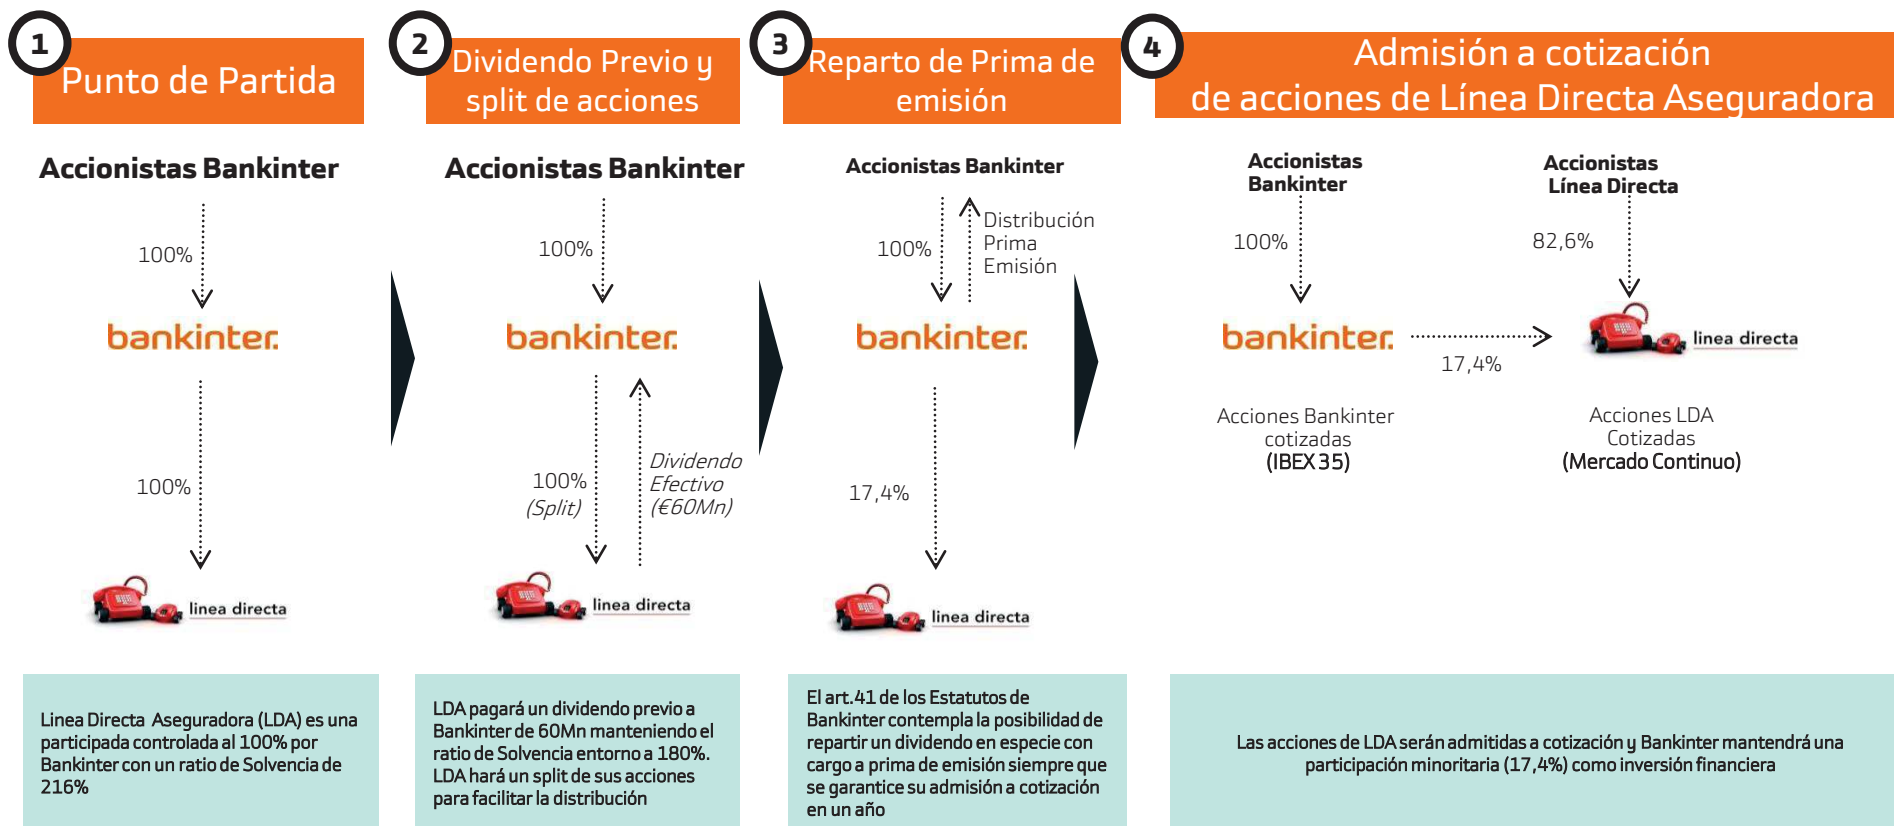 1
Punto de Partida
Accionistas Bankinter
100%
bankinter.
100%
linea directa
Linea Directa Aseguradora (LDA) es una
participada controlada al 100% por
Bankinter con un ratio de Solvencia de
216%
2
Dividendo Previo y
split de acciones
Accionistas Bankinter
100%
bankinter.
100%
(Split)
Dividendo
Efectivo
(€60Mn)
linea directa
LDA pagará un dividendo previo a
Bankinter de 60Mn manteniendo el
ratio de Solvencia entorno a 180%.
LDA hará un split de sus acciones
para facilitar la distribución
3
Reparto de Prima de
emisión
Accionistas Bankinter
100%
Distribución
Prima
Emisión
bankinter.
17,4%
linea directa
El art.41 de los Estatutos de
Bankinter contempla la posibilidad de
repartir un dividendo en especie con
cargo a prima de emisión siempre que
se garantice su admisión a cotización
en un año
4
Admisión a cotización
de acciones de Línea Directa Aseguradora
Accionistas
Bankinter
100%
bankinter.
17,4%
Acciones Bankinter
cotizadas
(IBEX 35)
Accionistas
Línea Directa
82,6%
linea directa
Acciones LDA
Cotizadas
(Mercado Continuo)
Las acciones de LDA serán admitidas a cotización y Bankinter mantendrá una
participación minoritaria (17,4%) como inversión financiera